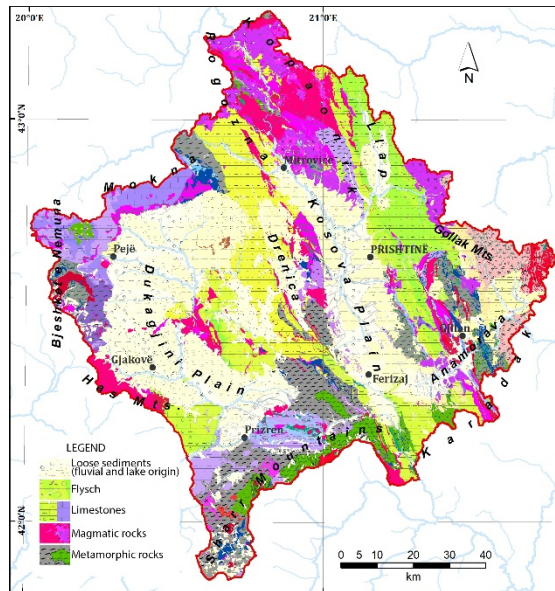 20°0'E
21°0'E
N
Kopaonik
Rogozna
43°0'N
Llap
Mitrovicë
Mokna
Gollak Mts
Bjeshkët e Nemuna
Pejë
Kosova Plain
Drenica
PRISHTINË
Dukagjini Plain
Gjilan
Anamorava
Gjakovë
Ferizaj
Has Mts
Karadak
Prizren
Sharr Mountains
LEGEND
Loose sediments
(fluvial and lake origin)
Flysch
Limestones
Magmatic rocks
Metamorphic rocks
42°0'N
0 5 10 20 30 40
km